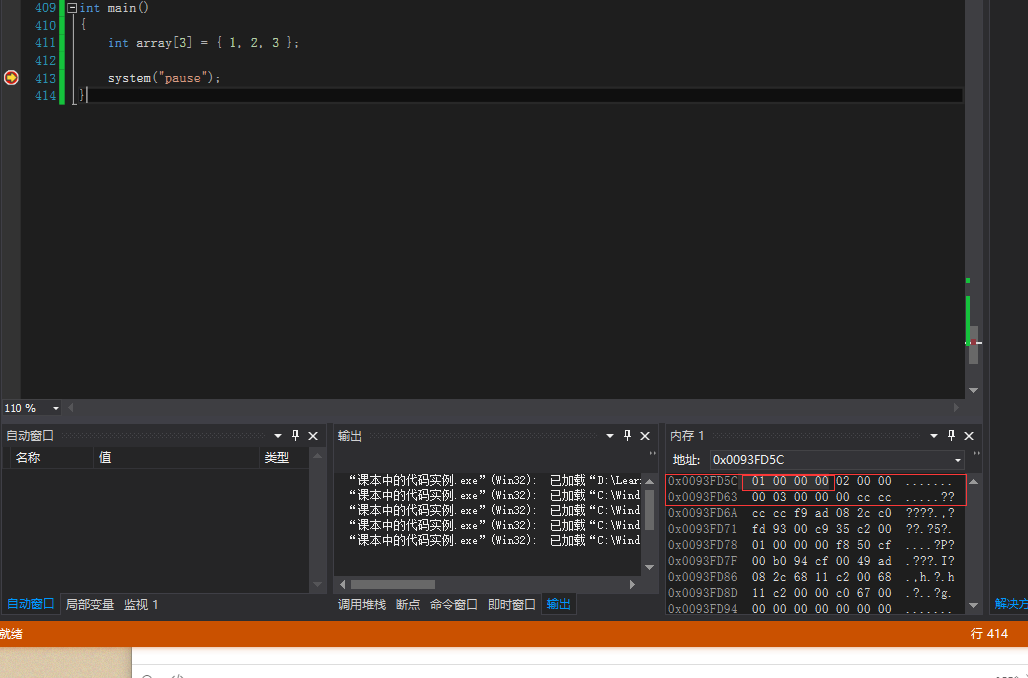 409 int main()
410 {
411 int array[3] = { 1, 2, 3 };
412
413 system("pause");
414 }
110 %
自动窗口
名称 值 类型
自动窗口 局部变量 监视 1
输出
“课本中的代码实例.exe”(Win32): 已加载“D:\Lear
“课本中的代码实例.exe”(Win32): 已加载“C:\Wind
“课本中的代码实例.exe”(Win32): 已加载“C:\Wind
“课本中的代码实例.exe”(Win32): 已加载“C:\Wind
“课本中的代码实例.exe”(Win32): 已加载“C:\Wind
调用堆栈 断点 命令窗口 即时窗口 输出
内存 1
地址: 0x0093FD5C
0x0093FD5C 01 00 00 00 02 00 00 .......
0x0093FD63 00 03 00 00 00 cc cc .....??
0x0093FD6A cc cc f9 ad 08 2c c0 ????.,?
0x0093FD71 fd 93 00 c9 35 c2 00 ??.?5?.
0x0093FD78 01 00 00 00 f8 50 cf ....?P?
0x0093FD7F 00 b0 94 cf 00 49 ad .???.I?
0x0093FD86 08 2c 68 11 c2 00 68 .,h.?.h
0x0093FD8D 11 c2 00 00 c0 67 00 .?..?g.
0x0093FD94 00 00 00 00 00 00 00 .......
解决方
就绪
行 414